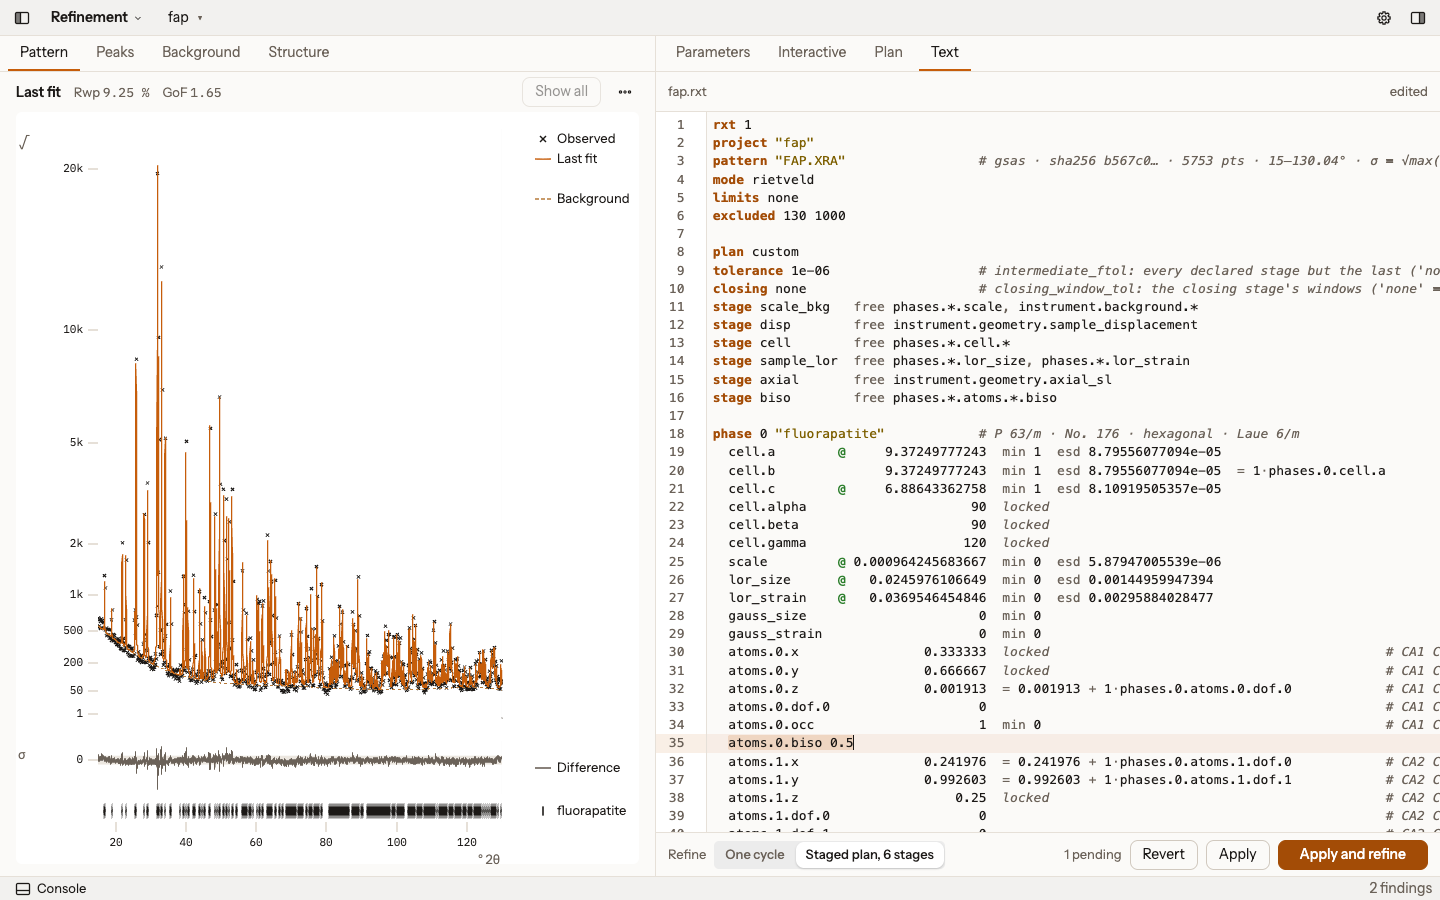 Refinement
fap
Pattern Peaks Background Structure
Parameters Interactive Plan Text
Last fit Rwp 9.25 % GoF 1.65
Show all
fap.rxt
edited
√
Observed
Last fit
Background
20k
10k
5k
2k
1k
500
200
50
1
σ
0
Difference
fluorapatite
20 40 60 80 100 120
°2θ
1 rxt 1
2 project "fap"
3 pattern "FAP.XRA" # gsas · sha256 b567c0… · 5753 pts · 15–130.04° · σ = √max(
4 mode rietveld
5 limits none
6 excluded 130 1000
7
8 plan custom
9 tolerance 1e-06 # intermediate_ftol: every declared stage but the last ('no
10 closing none # closing_window_tol: the closing stage's windows ('none' =
11 stage scale_bkg free phases.*.scale, instrument.background.*
12 stage disp free instrument.geometry.sample_displacement
13 stage cell free phases.*.cell.*
14 stage sample_lor free phases.*.lor_size, phases.*.lor_strain
15 stage axial free instrument.geometry.axial_sl
16 stage biso free phases.*.atoms.*.biso
17
18 phase 0 "fluorapatite" # P 63/m · No. 176 · hexagonal · Laue 6/m
19 cell.a @ 9.37249777243 min 1 esd 8.79556077094e-05
20 cell.b 9.37249777243 min 1 esd 8.79556077094e-05 = 1·phases.0.cell.a
21 cell.c @ 6.88643362758 min 1 esd 8.10919505357e-05
22 cell.alpha 90 locked
23 cell.beta 90 locked
24 cell.gamma 120 locked
25 scale @ 0.000964245683667 min 0 esd 5.87947005539e-06
26 lor_size @ 0.0245976106649 min 0 esd 0.00144959947394
27 lor_strain @ 0.0369546454846 min 0 esd 0.00295884028477
28 gauss_size 0 min 0
29 gauss_strain 0 min 0
30 atoms.0.x 0.333333 locked # CA1 C
31 atoms.0.y 0.666667 locked # CA1 C
32 atoms.0.z 0.001913 = 0.001913 + 1·phases.0.atoms.0.dof.0 # CA1 C
33 atoms.0.dof.0 0 # CA1 C
34 atoms.0.occ 1 min 0 # CA1 C
35 atoms.0.biso 0.5
36 atoms.1.x 0.241976 = 0.241976 + 1·phases.0.atoms.1.dof.0 # CA2 C
37 atoms.1.y 0.992603 = 0.992603 + 1·phases.0.atoms.1.dof.1 # CA2 C
38 atoms.1.z 0.25 locked # CA2 C
39 atoms.1.dof.0 0 # CA2 C
Refine One cycle Staged plan, 6 stages 1 pending Revert Apply Apply and refine
Console
2 findings